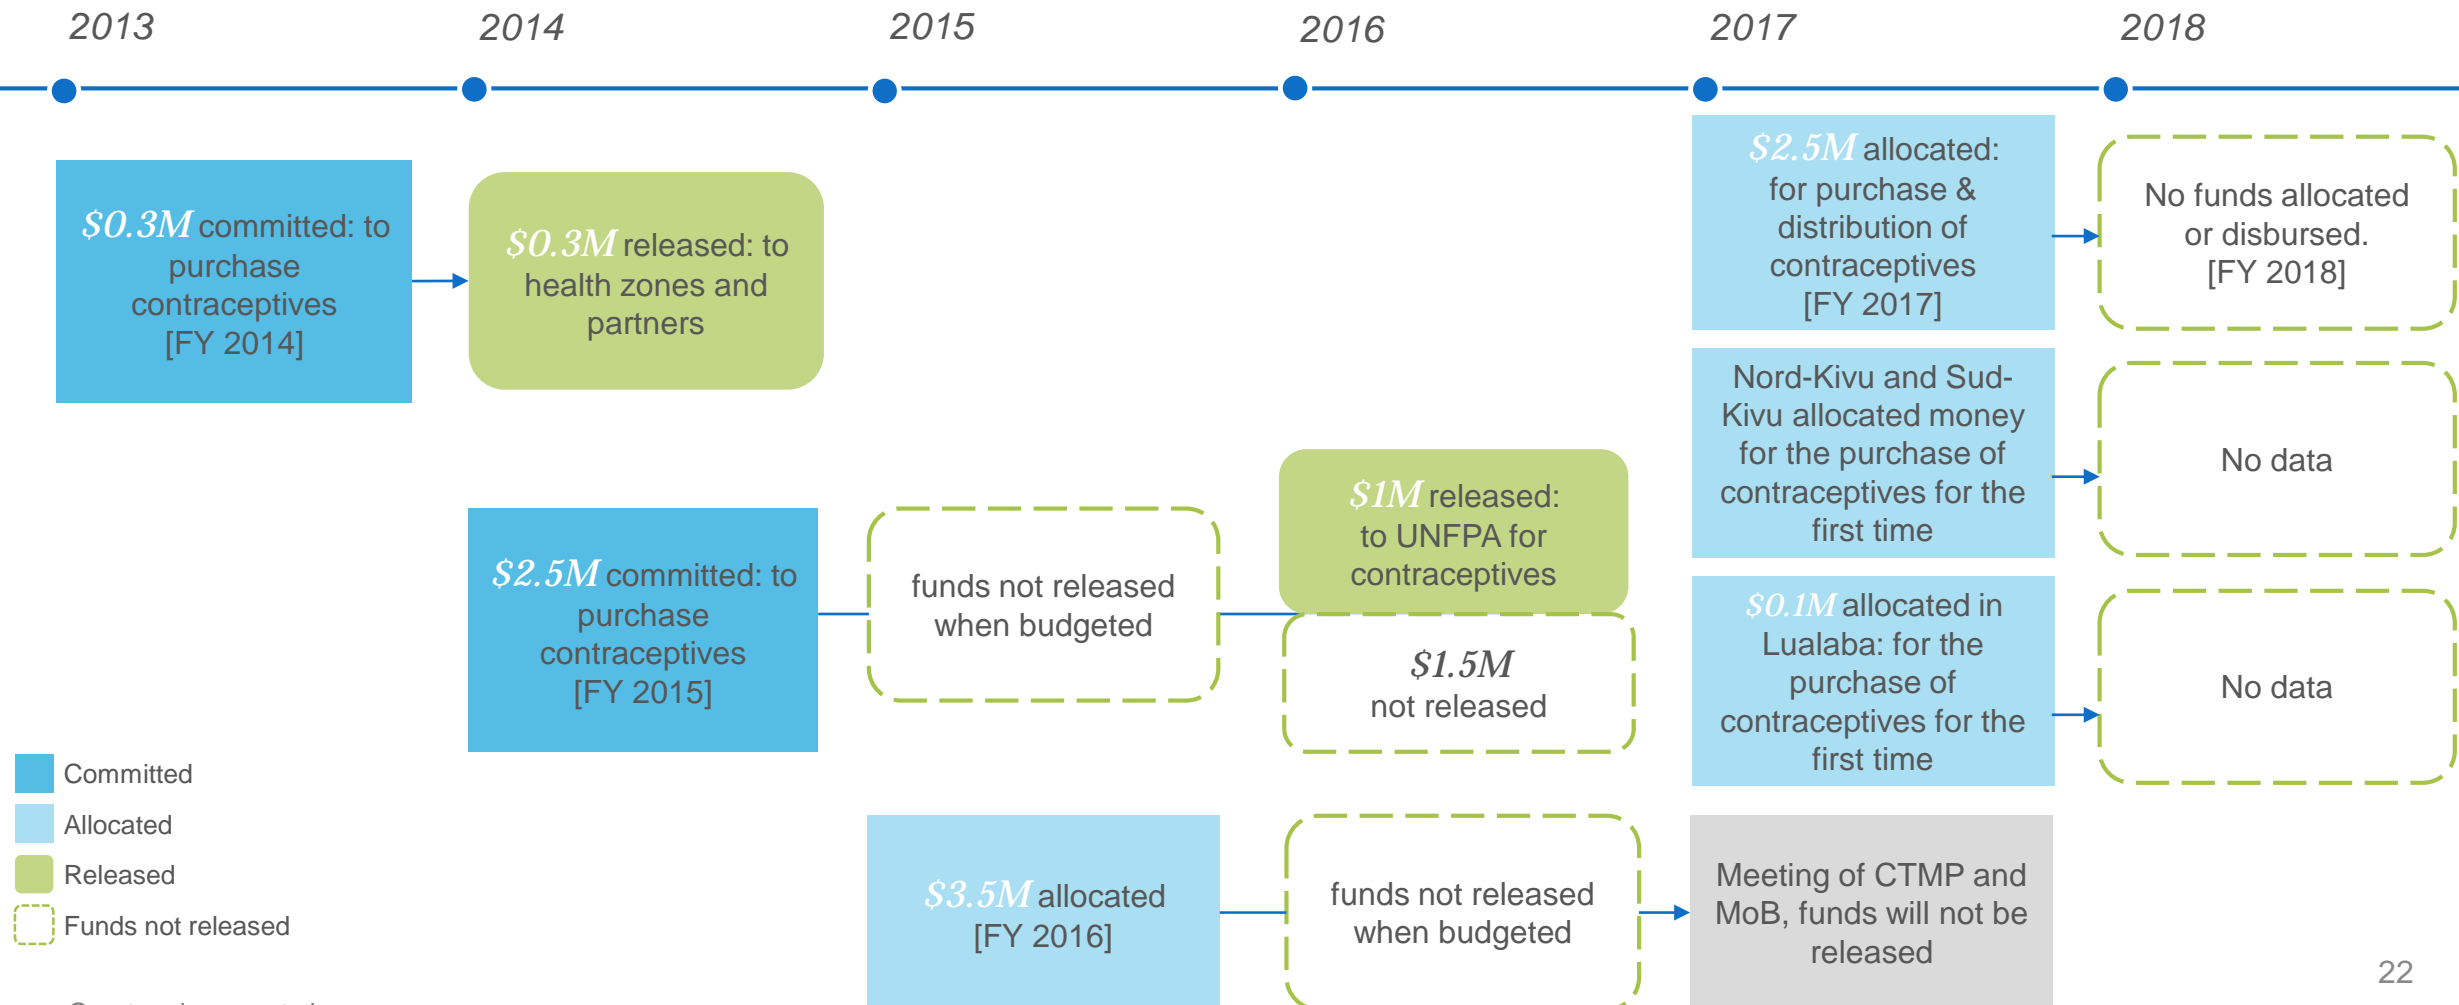 2013
2014
2015
2016
2017
2018
$0.3M committed: to
purchase
contraceptives
[FY 2014]
$0.3M released: to
health zones and
partners
$2.5M allocated:
for purchase &
distribution of
contraceptives
[FY 2017]
No funds allocated
or disbursed.
[FY 2018]
Nord-Kivu and Sud-
Kivu allocated money
for the purchase of
contraceptives for the
first time
No data
$2.5M committed: to
purchase
contraceptives
[FY 2015]
funds not released
when budgeted
$1M released:
to UNFPA for
contraceptives
$1.5M
not released
$0.1M allocated in
Lualaba: for the
purchase of
contraceptives for the
first time
No data
$3.5M allocated
[FY 2016]
funds not released
when budgeted
Meeting of CTMP and
MoB, funds will not be
released
Committed
Allocated
Released
Funds not released
22